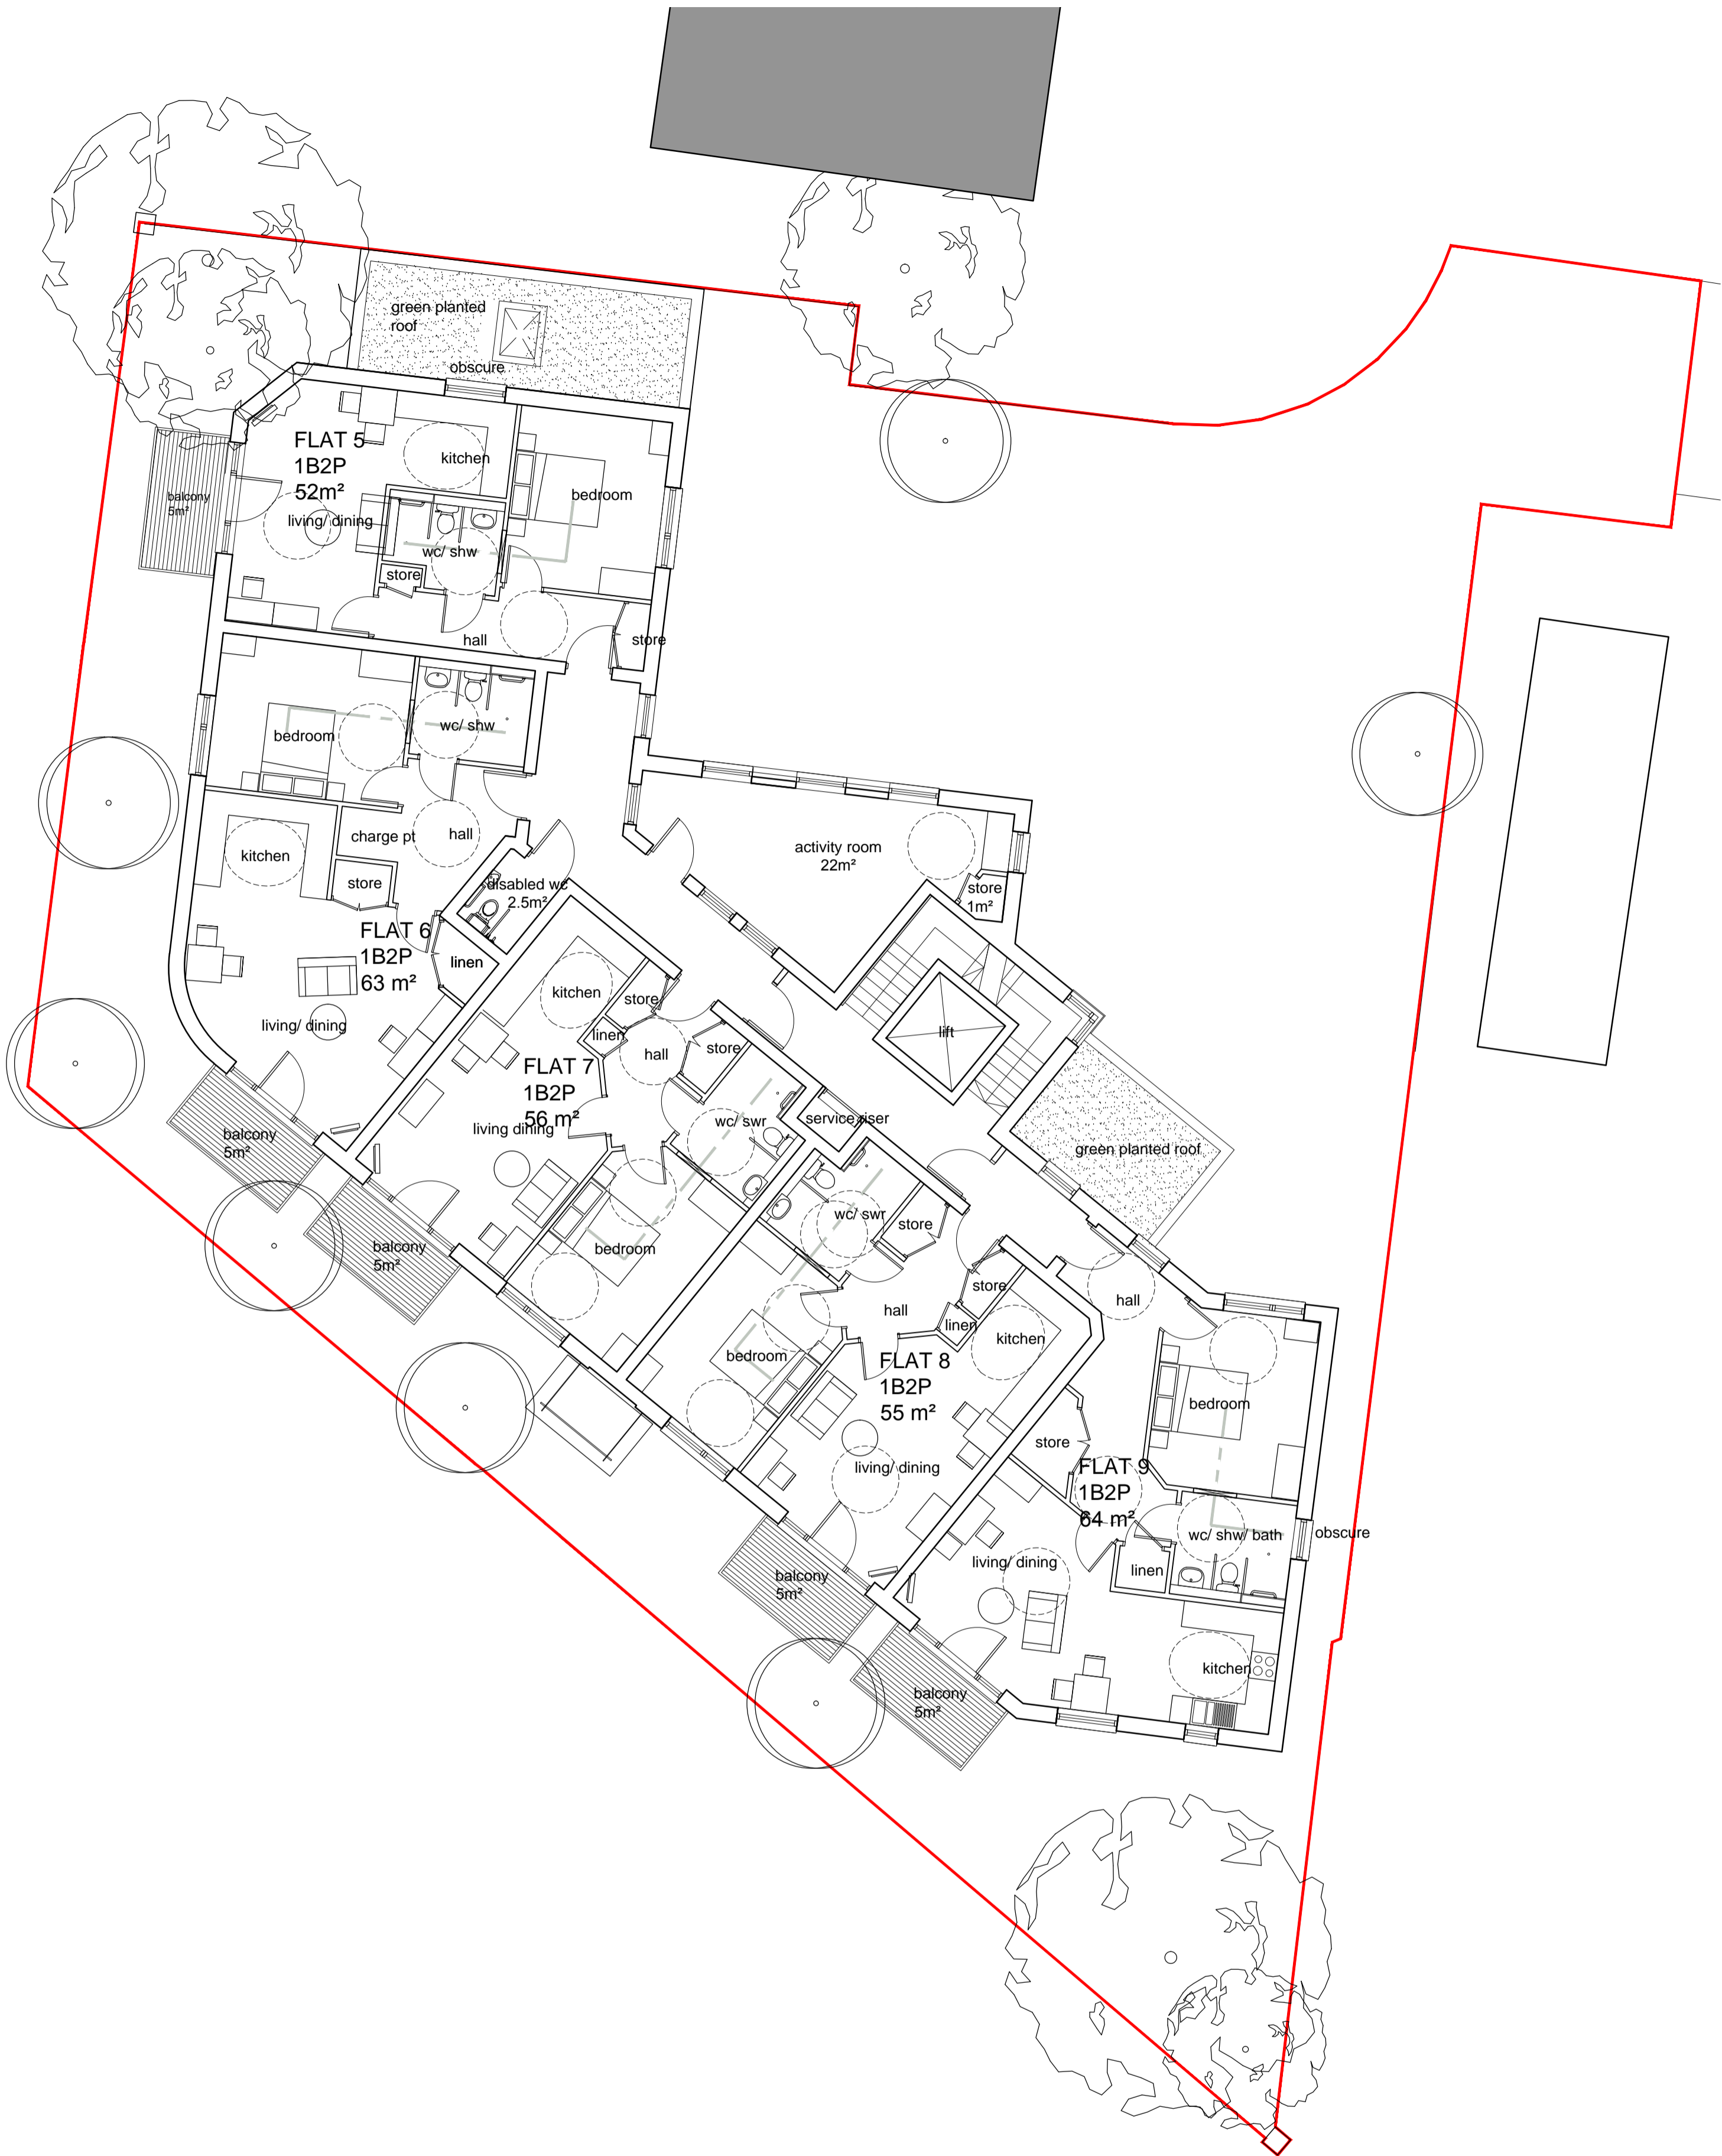 green planted
roof
obscure
FLAT 5
1B2P
52m²
kitchen
bedroom
balcony
5m²
living/ dining
wc/ shw
store
hall
store
bedroom
wc/ shw
charge pt
hall
kitchen
store
disabled wc
2.5m²
activity room
22m²
store
1m²
FLAT 6
1B2P
63 m²
linen
living/ dining
kitchen
store
linen
hall
store
lift
FLAT 7
1B2P
56 m²
living dining
wc/ swr
service riser
balcony
5m²
green planted roof
balcony
5m²
bedroom
wc/ swr
store
store
hall
linen
kitchen
hall
bedroom
FLAT 8
1B2P
55 m²
bedroom
living/ dining
store
FLAT 9
1B2P
64 m²
wc/ shw/ bath
obscure
balcony
5m²
living/ dining
linen
kitchen
balcony
5m²